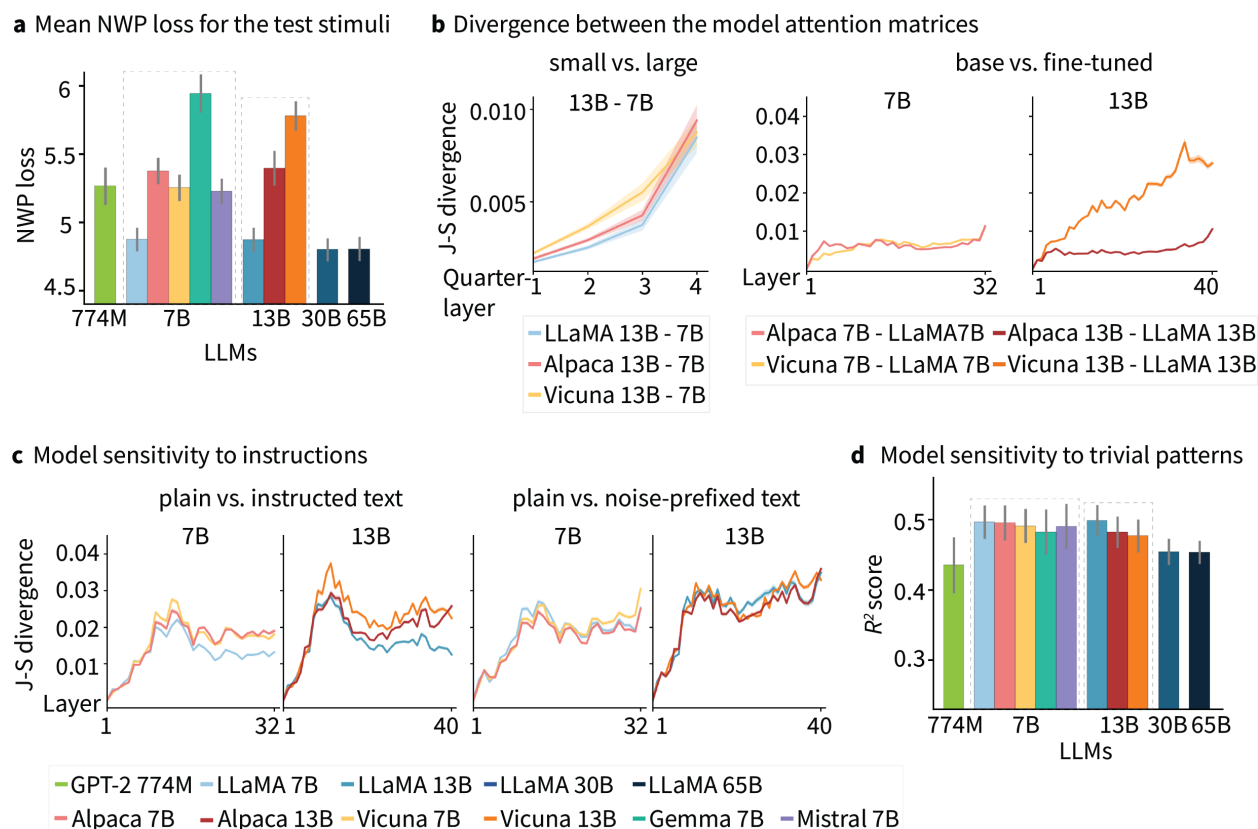 a Mean NWP loss for the test stimuli
NWP loss
6
5.5
5
4.5
774M 7B 13B 30B 65B
LLMs
b Divergence between the model attention matrices
small vs. large
13B - 7B
J-S divergence
0.010
0.005
Quarter-
layer
1 2 3 4
LLaMA 13B - 7B
Alpaca 13B - 7B
Vicuna 13B - 7B
base vs. fine-tuned
7B 13B
0.04
0.03
0.02
0.01
Layer
1 32 1 40
Alpaca 7B - LLaMA7B Alpaca 13B - LLaMA 13B
Vicuna 7B - LLaMA 7B Vicuna 13B - LLaMA 13B
c Model sensitivity to instructions
plain vs. instructed text plain vs. noise-prefixed text
7B 13B 7B 13B
J-S divergence
0.04
0.03
0.02
0.01
Layer
1 32 1 40 1 32 1 40
d Model sensitivity to trivial patterns
R² score
0.5
0.4
0.3
774M 7B 13B 30B 65B
LLMs
GPT-2 774M LLaMA 7B LLaMA 13B LLaMA 30B LLaMA 65B
Alpaca 7B Alpaca 13B Vicuna 7B Vicuna 13B Gemma 7B Mistral 7B